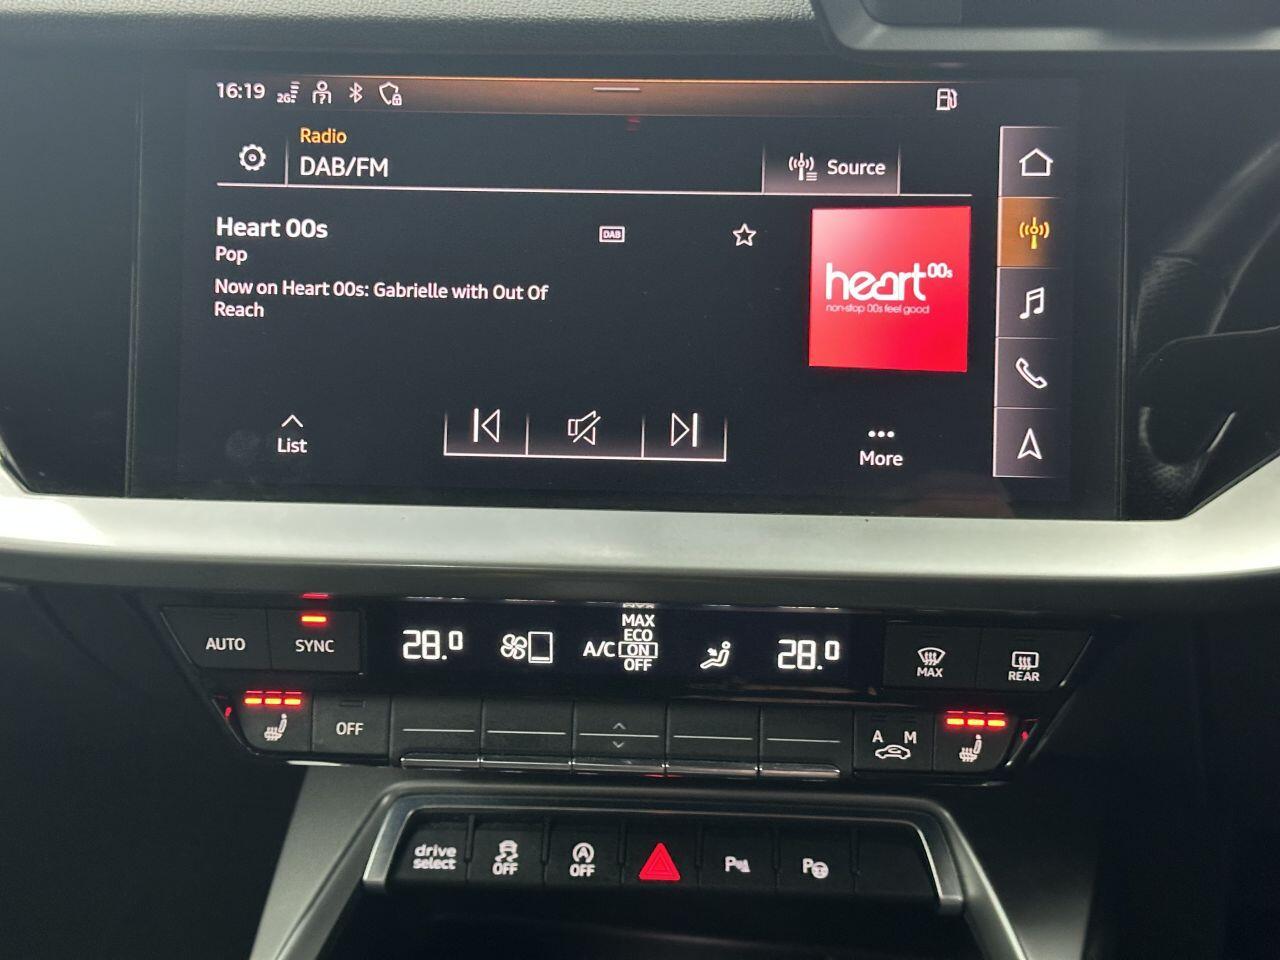 16:19 2G
Radio
DAB/FM
Source
Heart 00s
DAB
Pop
Now on Heart 00s: Gabrielle with Out Of
Reach
heart 00s
non-stop 00s feel good
List
More
AUTO
SYNC
28.0
A/C
MAX
ECO
ON
OFF
28.0
MAX
REAR
OFF
A M
drive
select
OFF
A
OFF
P
P